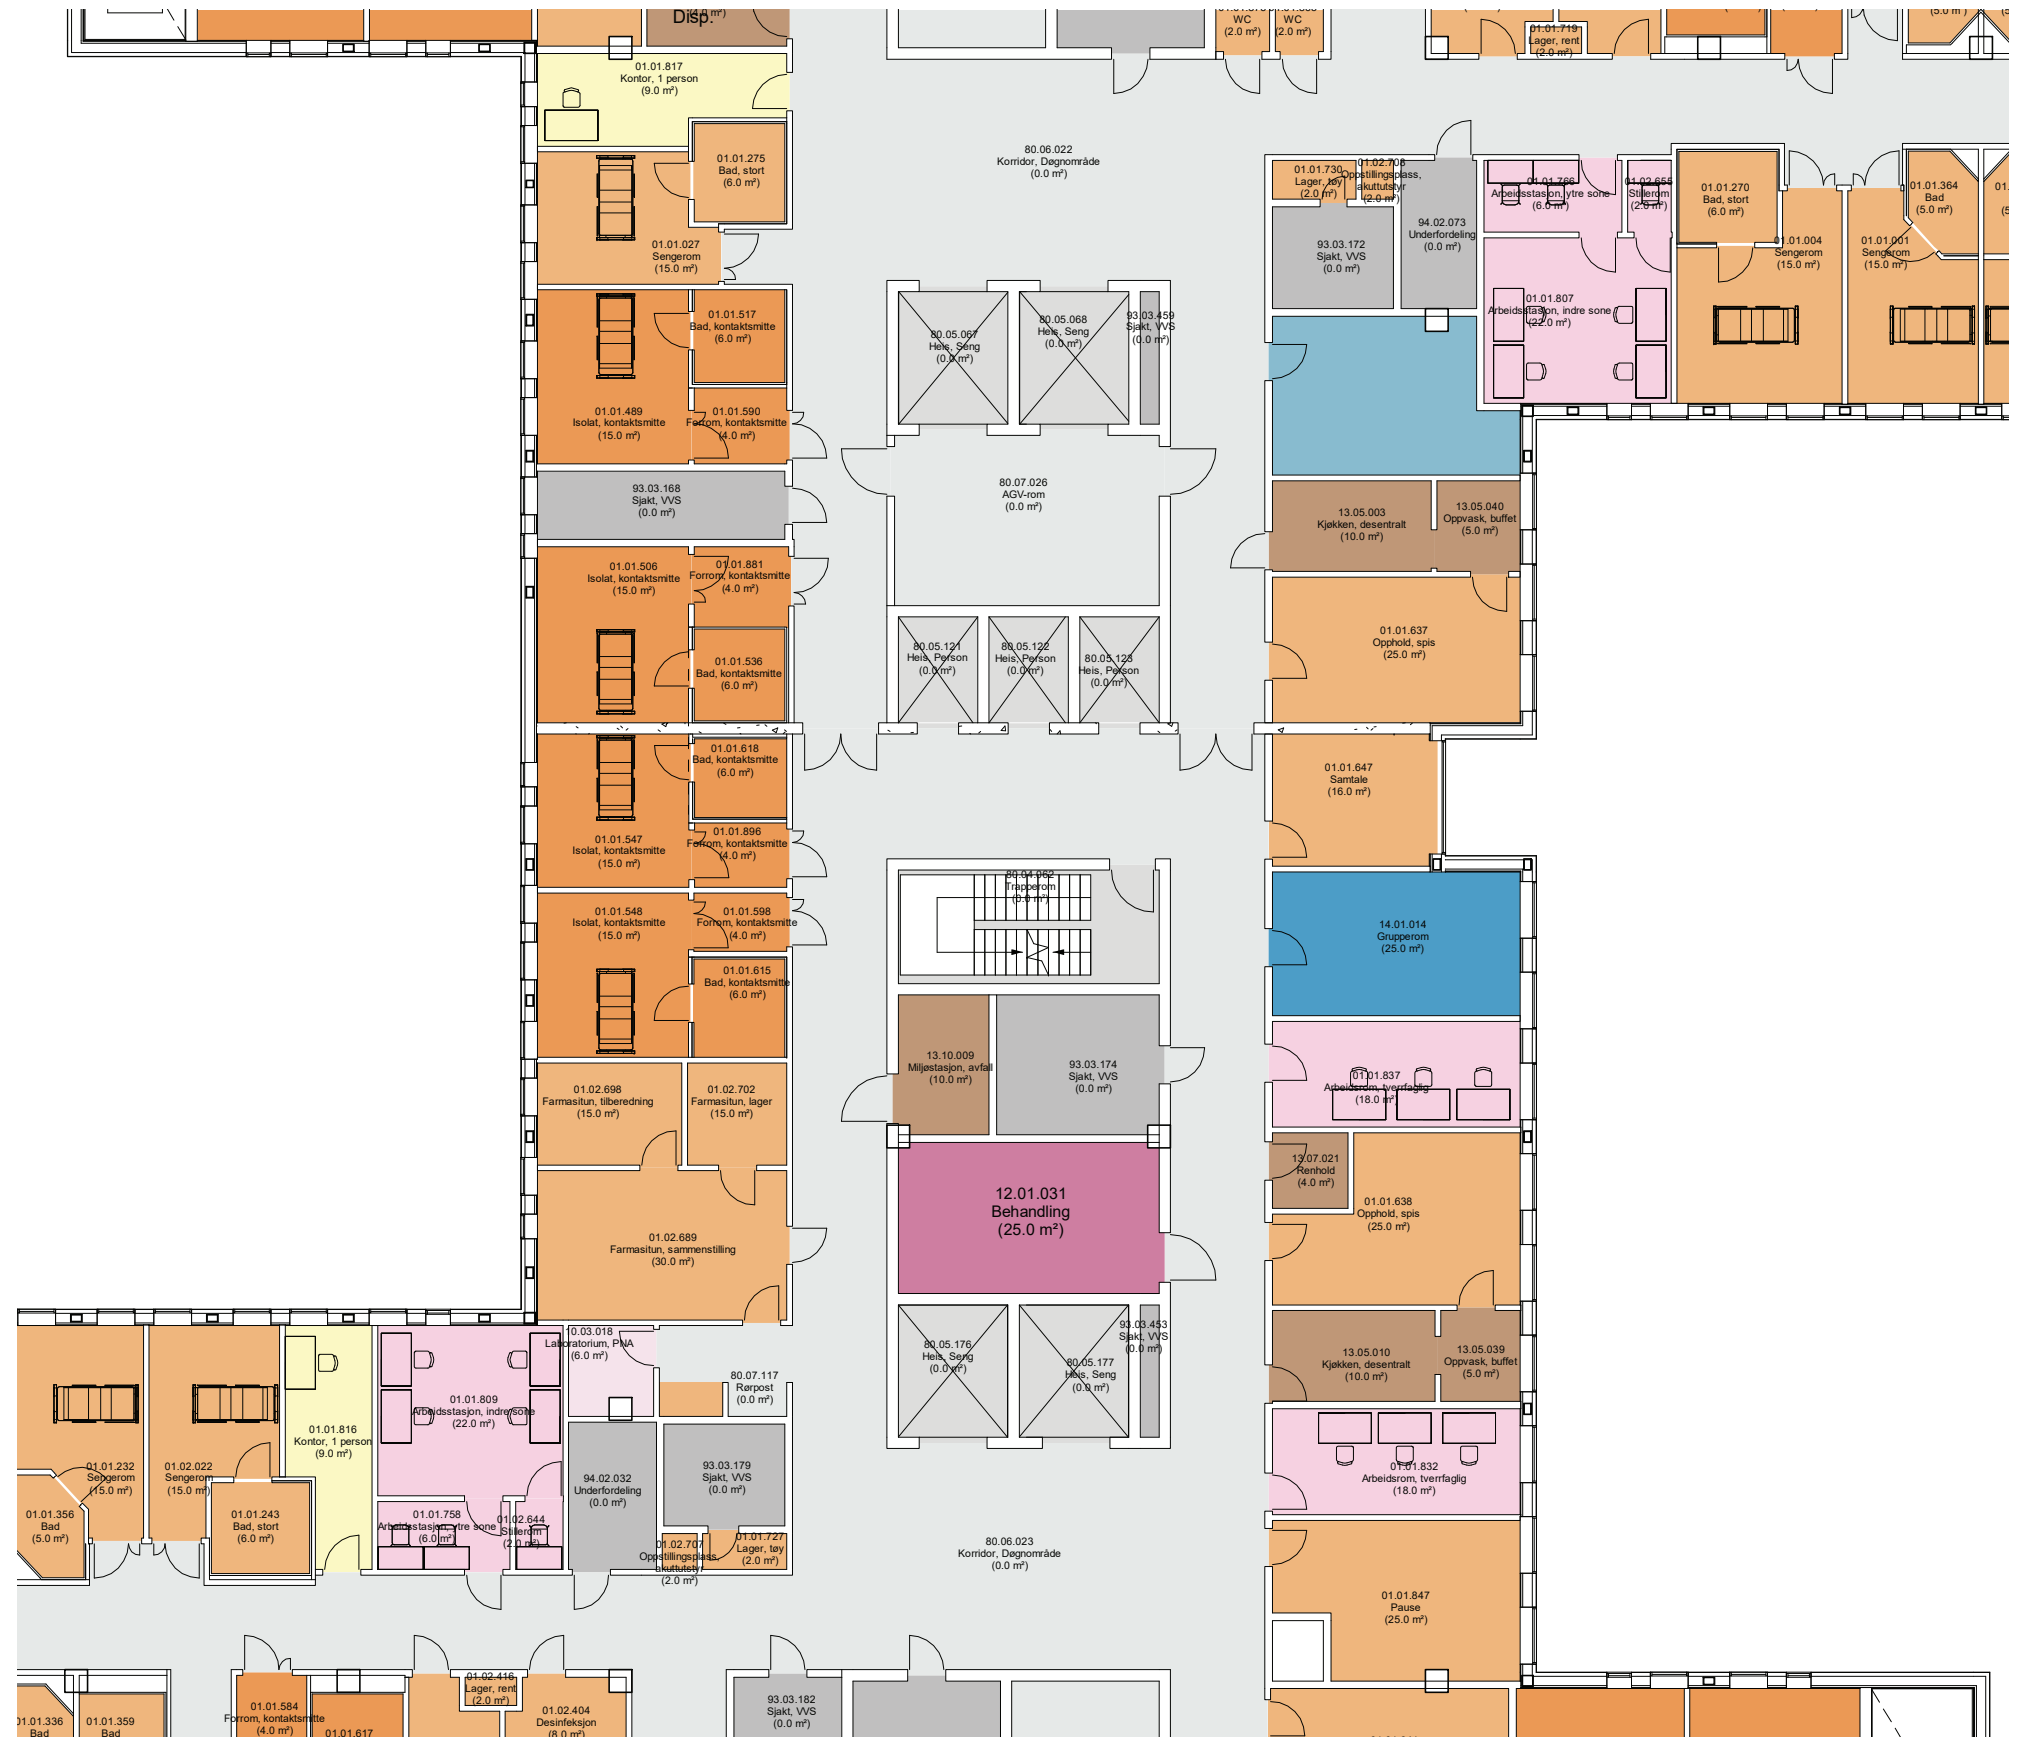 Disp.
WC
(2.0 m²)
WC
(2.0 m²)
01.01.719
Lager, rent
(2.0 m²)
(5.0 m²)
01.01.817
Kontor, 1 person
(9.0 m²)
01.01.275
Bad, stort
(6.0 m²)
01.01.027
Sengerom
(15.0 m²)
80.06.022
Korridor, Døgnområde
(0.0 m²)
01.01.730
Lager, tøy
(2.0 m²)
01.02.708
Oppstillingsplass,
akuttutstyr
(2.0 m²)
94.02.073
Underfordeling
(0.0 m²)
93.03.172
Sjakt, VVS
(0.0 m²)
01.01.766
Arbeidsstasjon, ytre sone
(6.0 m²)
01.02.655
Stillerom
(2.0 m²)
01.01.270
Bad, stort
(6.0 m²)
01.01.364
Bad
(5.0 m²)
01.01.004
Sengerom
(15.0 m²)
01.01.001
Sengerom
(15.0 m²)
01.01.807
Arbeidsstasjon, indre sone
(22.0 m²)
01.01.517
Bad, kontaktsmitte
(6.0 m²)
01.01.489
Isolat, kontaktsmitte
(15.0 m²)
01.01.590
Forrom, kontaktsmitte
(4.0 m²)
80.05.067
Heis, Seng
(0.0 m²)
80.05.068
Heis, Seng
(0.0 m²)
93.03.459
Sjakt, VVS
(0.0 m²)
93.03.168
Sjakt, VVS
(0.0 m²)
80.07.026
AGV-rom
(0.0 m²)
13.05.003
Kjøkken, desentralt
(10.0 m²)
13.05.040
Oppvask, buffet
(5.0 m²)
01.01.506
Isolat, kontaktsmitte
(15.0 m²)
01.01.881
Forrom, kontaktsmitte
(4.0 m²)
01.01.536
Bad, kontaktsmitte
(6.0 m²)
80.05.121
Heis, Person
(0.0 m²)
80.05.122
Heis, Person
(0.0 m²)
80.05.123
Heis, Person
(0.0 m²)
01.01.637
Opphold, spis
(25.0 m²)
01.01.618
Bad, kontaktsmitte
(6.0 m²)
01.01.647
Samtale
(16.0 m²)
01.01.547
Isolat, kontaktsmitte
(15.0 m²)
01.01.896
Forrom, kontaktsmitte
(4.0 m²)
80.04.062
Trapperom
(0.0 m²)
01.01.548
Isolat, kontaktsmitte
(15.0 m²)
01.01.598
Forrom, kontaktsmitte
(4.0 m²)
14.01.014
Grupperom
(25.0 m²)
01.01.615
Bad, kontaktsmitte
(6.0 m²)
13.10.009
Miljøstasjon, avfall
(10.0 m²)
93.03.174
Sjakt, VVS
(0.0 m²)
01.01.837
Arbeidsrom, tverrfaglig
(18.0 m²)
01.02.698
Farmasitun, tilberedning
(15.0 m²)
01.02.702
Farmasitun, lager
(15.0 m²)
13.07.021
Renhold
(4.0 m²)
01.01.638
Opphold, spis
(25.0 m²)
12.01.031
Behandling
(25.0 m²)
01.02.689
Farmasitun, sammenstilling
(30.0 m²)
10.03.018
Laboratorium, PNA
(6.0 m²)
80.07.117
Rørpost
(0.0 m²)
80.05.176
Heis, Seng
(0.0 m²)
80.05.177
Heis, Seng
(0.0 m²)
93.03.453
Sjakt, VVS
(0.0 m²)
13.05.010
Kjøkken, desentralt
(10.0 m²)
13.05.039
Oppvask, buffet
(5.0 m²)
01.01.809
Arbeidsstasjon, indre sone
(22.0 m²)
01.01.816
Kontor, 1 person
(9.0 m²)
01.01.232
Sengerom
(15.0 m²)
01.02.022
Sengerom
(15.0 m²)
94.02.032
Underfordeling
(0.0 m²)
93.03.179
Sjakt, VVS
(0.0 m²)
01.01.832
Arbeidsrom, tverrfaglig
(18.0 m²)
01.01.356
Bad
(5.0 m²)
01.01.243
Bad, stort
(6.0 m²)
01.01.758
Arbeidsstasjon, ytre sone
(6.0 m²)
01.02.644
Stillerom
(2.0 m²)
01.02.707
Oppstillingsplass,
akuttutstyr
(2.0 m²)
01.01.727
Lager, tøy
(2.0 m²)
80.06.023
Korridor, Døgnområde
(0.0 m²)
01.01.847
Pause
(25.0 m²)
01.01.336
Bad
01.01.359
Bad
01.01.584
Forrom, kontaktsmitte
(4.0 m²)
01.01.617
01.02.416
Lager, rent
(2.0 m²)
01.02.404
Desinfeksjon
(8.0 m²)
93.03.182
Sjakt, VVS
(0.0 m²)